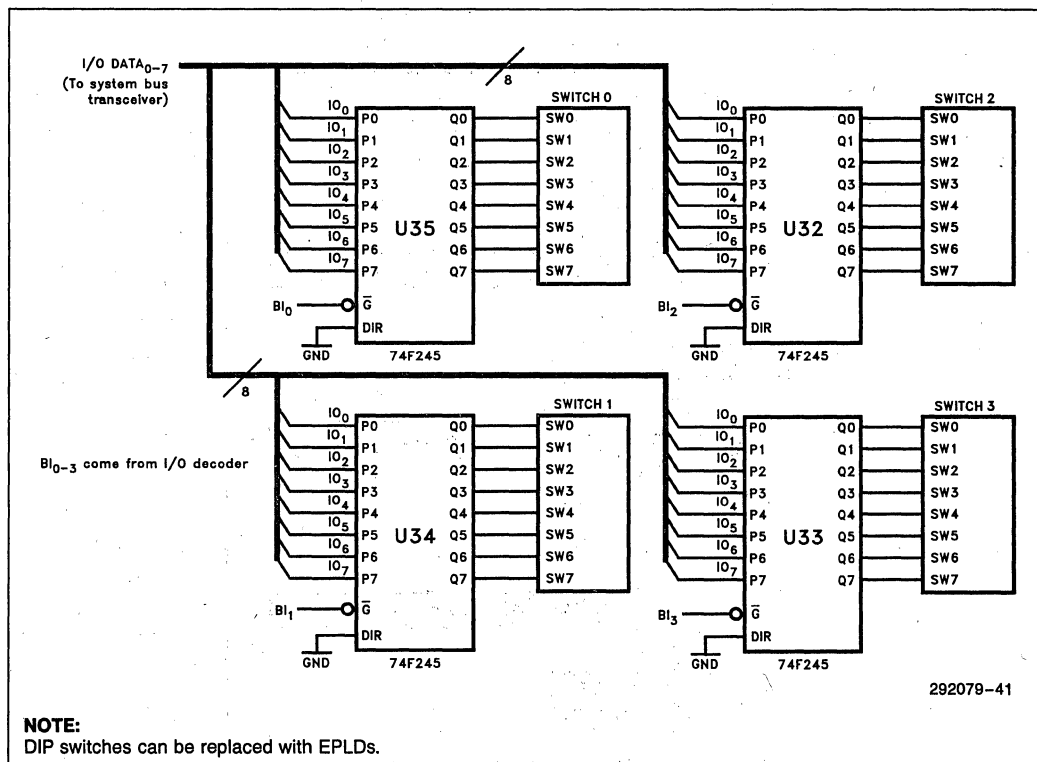 I/O DATA0-7
(To system bus
transceiver)
8
SWITCH 0
IO0 P0 Q0 SW0
IO1 P1 Q1 SW1
IO2 P2 Q2 SW2
IO3 P3 Q3 SW3
IO4 P4 Q4 SW4
IO5 P5 Q5 SW5
IO6 P6 Q6 SW6
IO7 P7 Q7 SW7
U35
BI0 G̅
DIR
GND
74F245
SWITCH 2
IO0 P0 Q0 SW0
IO1 P1 Q1 SW1
IO2 P2 Q2 SW2
IO3 P3 Q3 SW3
IO4 P4 Q4 SW4
IO5 P5 Q5 SW5
IO6 P6 Q6 SW6
IO7 P7 Q7 SW7
U32
BI2 G̅
DIR
GND
74F245
8
BI0-3 come from I/O decoder
SWITCH 1
IO0 P0 Q0 SW0
IO1 P1 Q1 SW1
IO2 P2 Q2 SW2
IO3 P3 Q3 SW3
IO4 P4 Q4 SW4
IO5 P5 Q5 SW5
IO6 P6 Q6 SW6
IO7 P7 Q7 SW7
U34
BI1 G̅
DIR
GND
74F245
SWITCH 3
IO0 P0 Q0 SW0
IO1 P1 Q1 SW1
IO2 P2 Q2 SW2
IO3 P3 Q3 SW3
IO4 P4 Q4 SW4
IO5 P5 Q5 SW5
IO6 P6 Q6 SW6
IO7 P7 Q7 SW7
U33
BI3 G̅
DIR
GND
74F245
292079-41
NOTE:
DIP switches can be replaced with EPLDs.